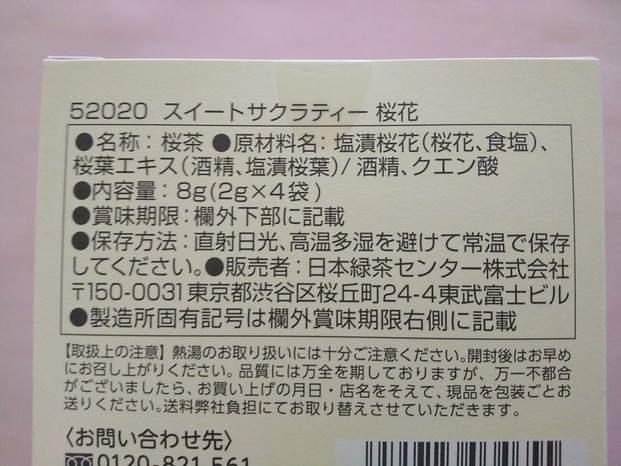 52020 スイートサクラティー 桜花
●名称：桜茶 ●原材料名：塩漬桜花(桜花、食塩)、
桜葉エキス(酒精、塩漬桜葉)/酒精、クエン酸
●内容量：8g(2g×4袋)
●賞味期限：欄外下部に記載
●保存方法：直射日光、高温多湿を避けて常温で保存
してください。●販売者：日本緑茶センター株式会社
〒150-0031 東京都渋谷区桜丘町24-4東武富士ビル
●製造所固有記号は欄外賞味期限右側に記載
【取扱上の注意】熱湯のお取り扱いには十分ご注意ください。開封後はお早め
にお召し上がりください。品質には万全を期しておりますが、万一不都合
がございましたら、お買い上げの月日・店名をそえて、現品を包装ごとお
送りください。送料弊社負担にてお取り替えさせていただきます。
〈お問い合わせ先〉
0120-821-561